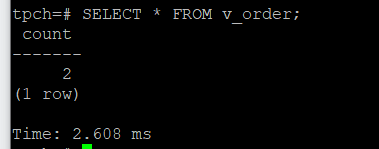 tpch=# SELECT * FROM v_order;
count
-------
2
(1 row)
Time: 2.608 ms